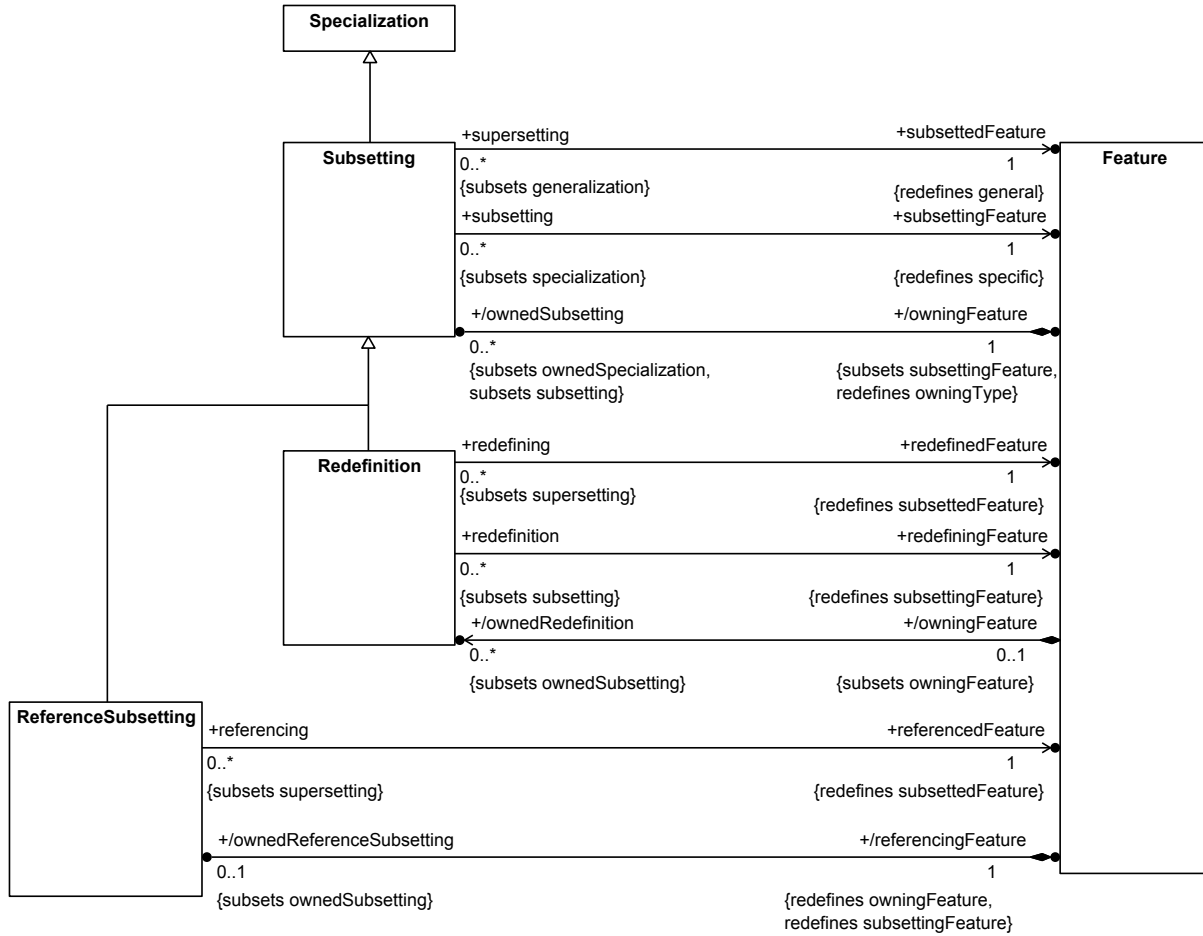 Specialization
Subsetting
Feature
+supersetting
+subsettedFeature
0..*
1
{subsets generalization}
{redefines general}
+subsetting
+subsettingFeature
0..*
1
{subsets specialization}
{redefines specific}
+/ownedSubsetting
+/owningFeature
0..*
1
{subsets ownedSpecialization,
subsets subsetting}
{subsets subsettingFeature,
redefines owningType}
Redefinition
+redefining
+redefinedFeature
0..*
1
{subsets supersetting}
{redefines subsettedFeature}
+redefinition
+redefiningFeature
0..*
1
{subsets subsetting}
{redefines subsettingFeature}
+/ownedRedefinition
+/owningFeature
0..*
0..1
{subsets ownedSubsetting}
{subsets owningFeature}
ReferenceSubsetting
+referencing
+referencedFeature
0..*
1
{subsets supersetting}
{redefines subsettedFeature}
+/ownedReferenceSubsetting
+/referencingFeature
0..1
1
{subsets ownedSubsetting}
{redefines owningFeature,
redefines subsettingFeature}